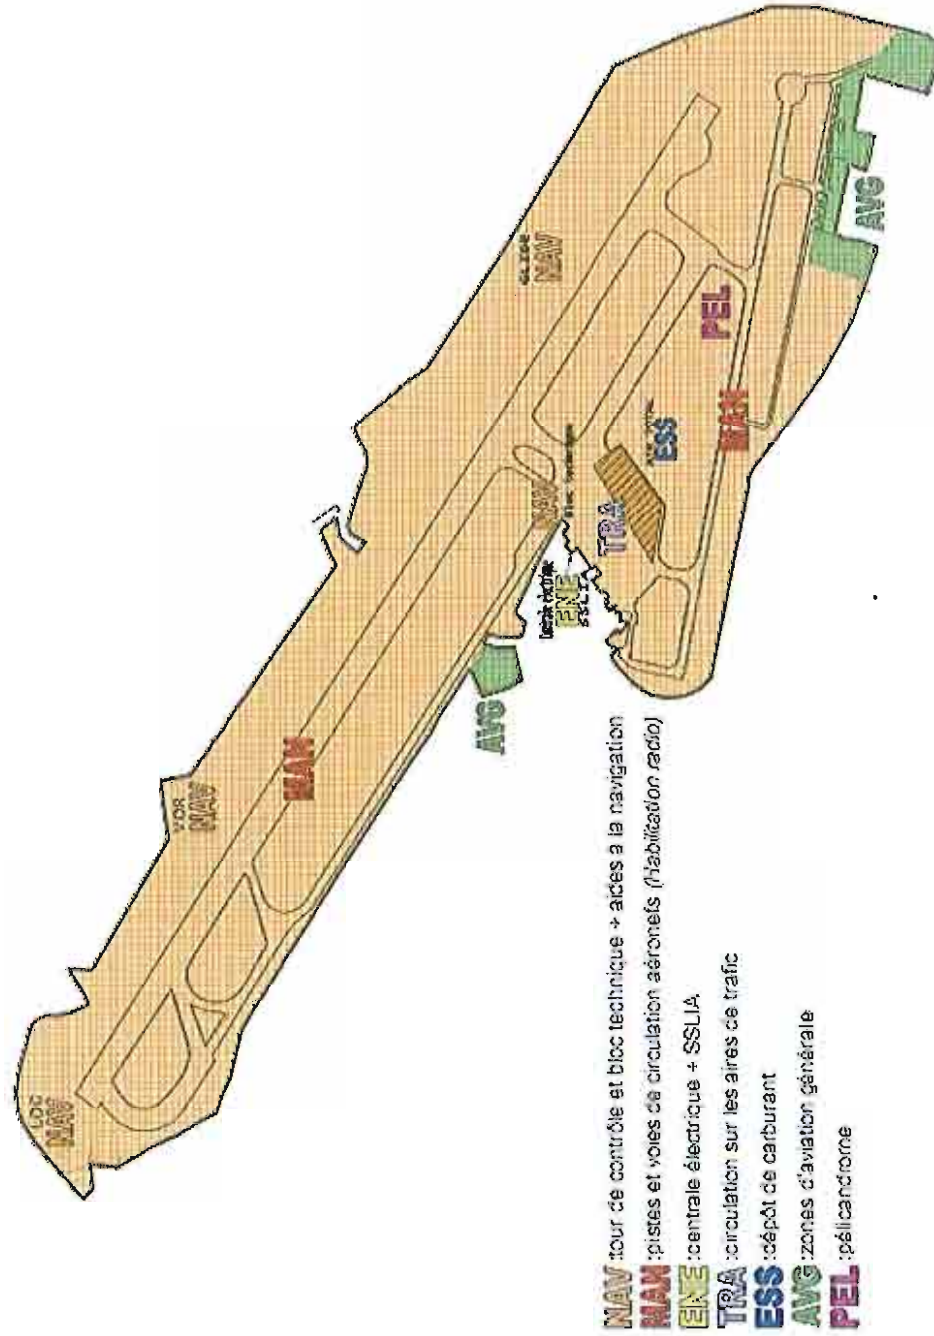 LOC
NAV
VOR
NAV
MAN
AVG
GLIDE
NAV
NAV
Bloc technique
ENE
SSLIA
TRA
ESS
PEL
MAN
AVG
NAV :tour de contrôle et bloc technique + aides a la navigation
MAN :pistes et voies de circulation aéronefs (Habilitation radio)
ENE :centrale électrique + SSLIA
TRA :circulation sur les aires de trafic
ESS :dépôt de carburant
AVG :zones d'aviation générale
PEL :pélicandrome